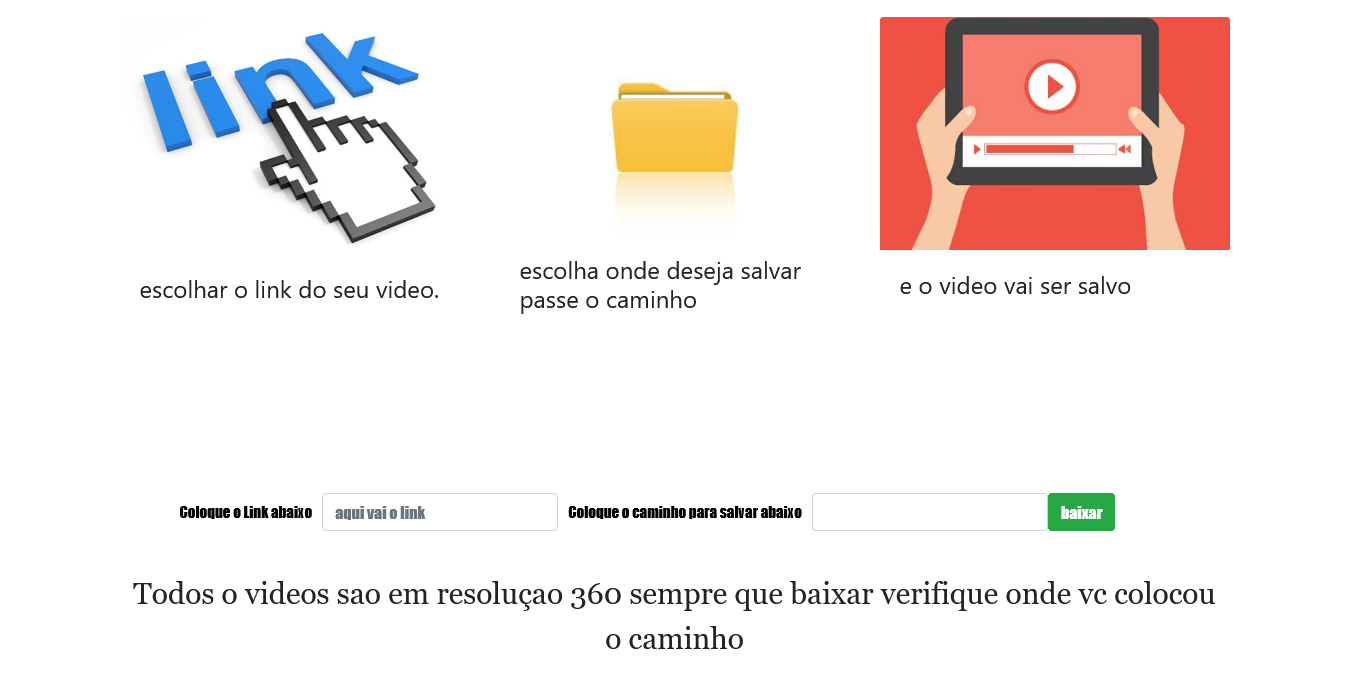 link
escolhar o link do seu video.
escolha onde deseja salvar
passe o caminho
e o video vai ser salvo
Coloque o Link abaixo
aqui vai o link
Coloque o caminho para salvar abaixo
baixar
Todos o videos sao em resoluçao 360 sempre que baixar verifique onde vc colocou
o caminho